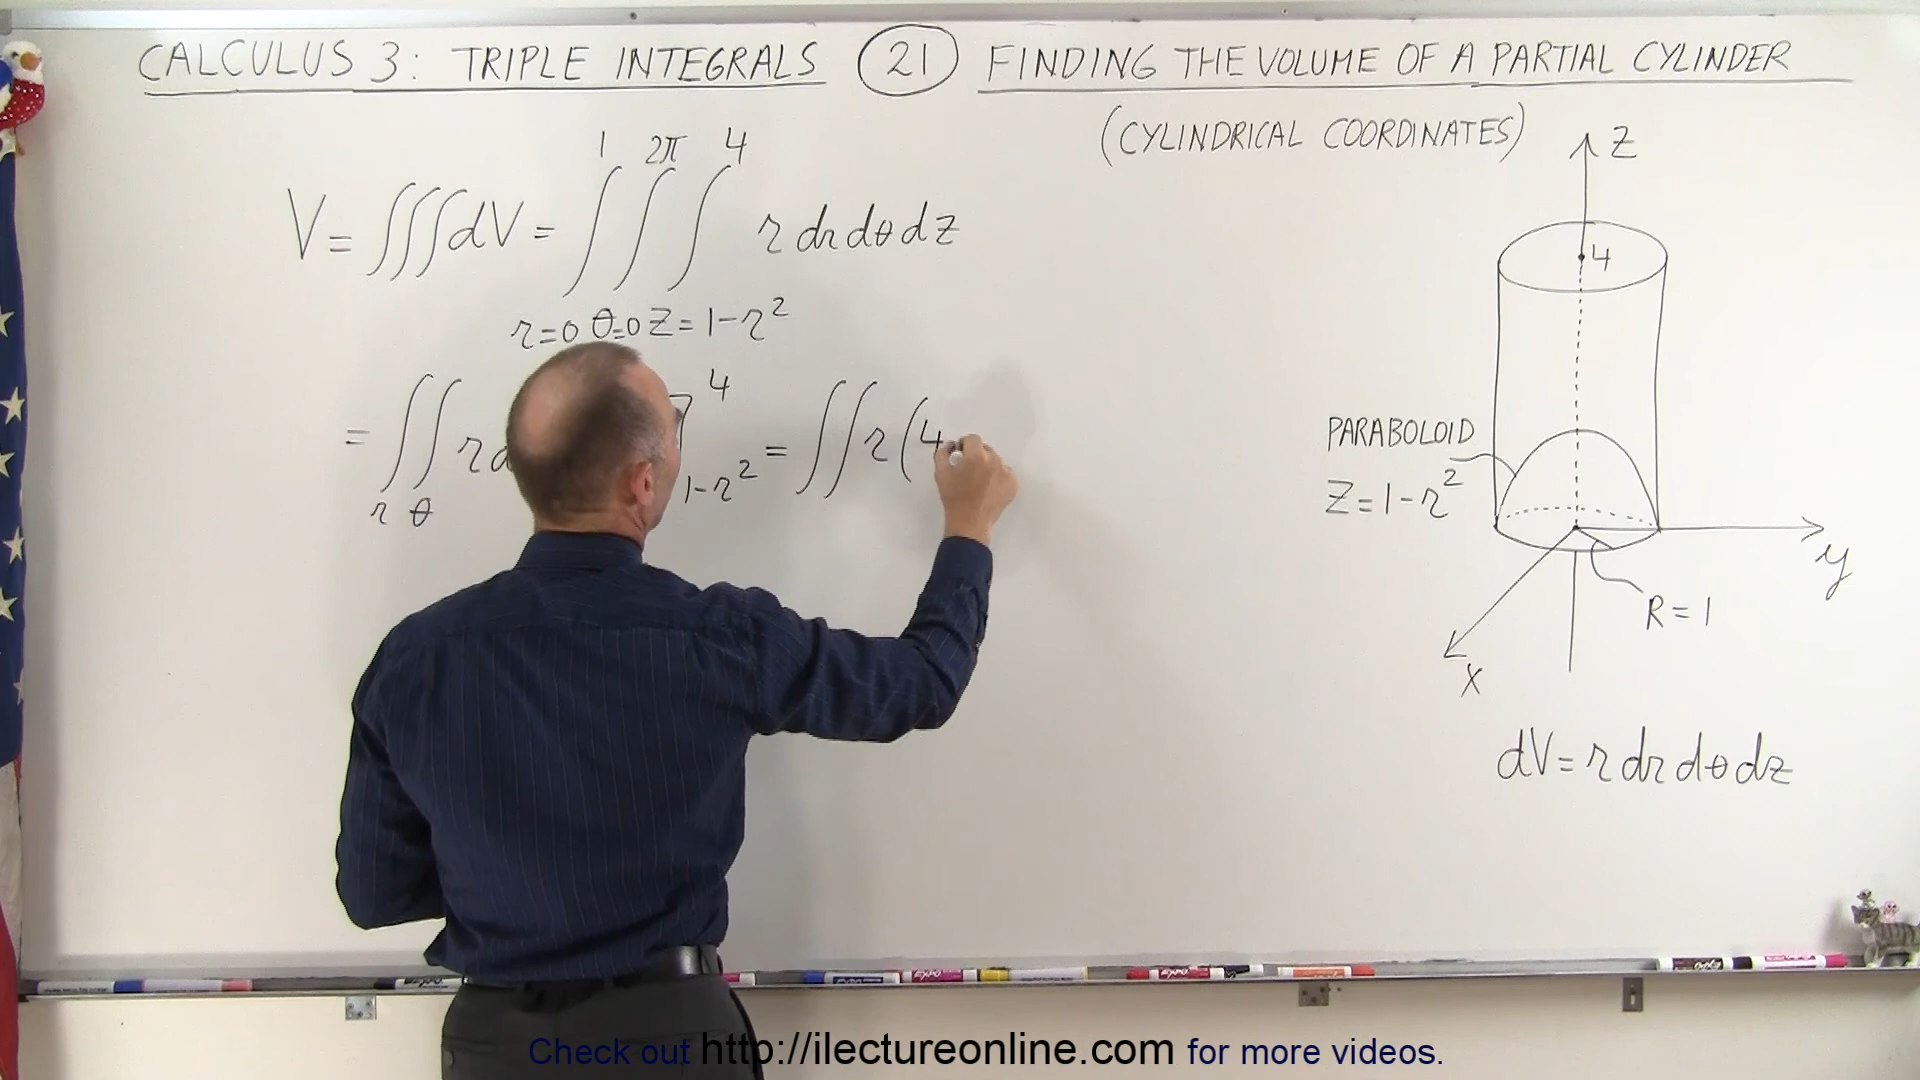 CALCULUS 3: TRIPLE INTEGRALS (21) FINDING THE VOLUME OF A PARTIAL CYLINDER
(CYLINDRICAL COORDINATES)
1 2π 4
V = ∭dV = ∫∫∫ r dr dθ dz
r=0 θ=0 Z=1-r²
= ∬ r d
r θ
]
4
1-r²
= ∬ r(4
Z
4
PARABOLOID
Z=1-r²
y
R=1
X
dV = r dr dθ dz
EXPO
Check out http://ilectureonline.com for more videos.